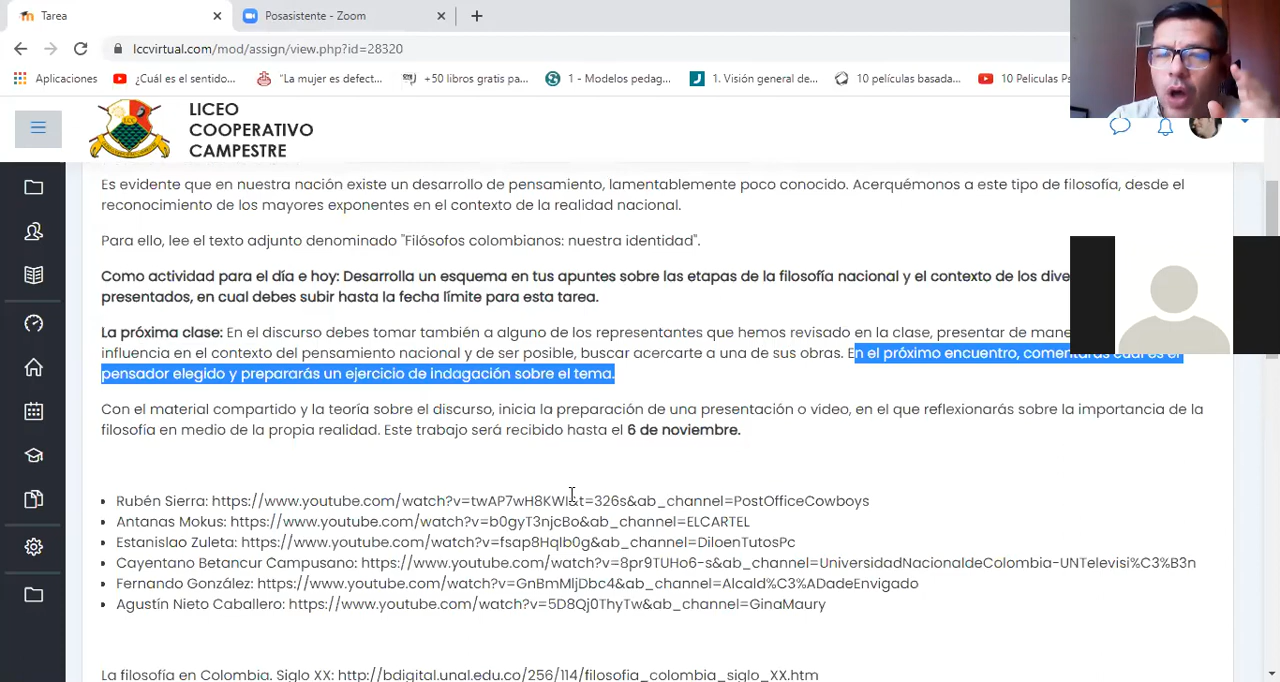 Tarea
Posasistente - Zoom
lccvirtual.com/mod/assign/view.php?id=28320
Aplicaciones ¿Cuál es el sentido... "La mujer es defect... +50 libros gratis pa... 1 - Modelos pedag... 1. Visión general de... 10 películas basada... 10 Peliculas Pa
LICEO
COOPERATIVO
CAMPESTRE
Es evidente que en nuestra nación existe un desarrollo de pensamiento, lamentablemente poco conocido. Acerquémonos a este tipo de filosofía, desde el
reconocimiento de los mayores exponentes en el contexto de la realidad nacional.
Para ello, lee el texto adjunto denominado "Filósofos colombianos: nuestra identidad".
Como actividad para el día e hoy: Desarrolla un esquema en tus apuntes sobre las etapas de la filosofía nacional y el contexto de los dive
presentados, en cual debes subir hasta la fecha límite para esta tarea.
La próxima clase: En el discurso debes tomar también a alguno de los representantes que hemos revisado en la clase, presentar de mane
influencia en el contexto del pensamiento nacional y de ser posible, buscar acercarte a una de sus obras. En el próximo encuentro, comentarás cuál es el
pensador elegido y prepararás un ejercicio de indagación sobre el tema.
Con el material compartido y la teoría sobre el discurso, inicia la preparación de una presentación o vídeo, en el que reflexionarás sobre la importancia de la
filosofía en medio de la propia realidad. Este trabajo será recibido hasta el 6 de noviembre.
Rubén Sierra: https://www.youtube.com/watch?v=twAP7wH8KWI&t=326s&ab_channel=PostOfficeCowboys
Antanas Mokus: https://www.youtube.com/watch?v=b0gyT3njcBo&ab_channel=ELCARTEL
Estanislao Zuleta: https://www.youtube.com/watch?v=fsap8HqIb0g&ab_channel=DiloenTutosPc
Cayentano Betancur Campusano: https://www.youtube.com/watch?v=8pr9TUHo6-s&ab_channel=UniversidadNacionaldeColombia-UNTelevisi%C3%B3n
Fernando González: https://www.youtube.com/watch?v=GnBmMljDbc4&ab_channel=Alcald%C3%ADadeEnvigado
Agustín Nieto Caballero: https://www.youtube.com/watch?v=5D8Qj0ThyTw&ab_channel=GinaMaury
La filosofía en Colombia. Siglo XX: http://bdigital.unal.edu.co/256/114/filosofia_colombia_siglo_XX.htm